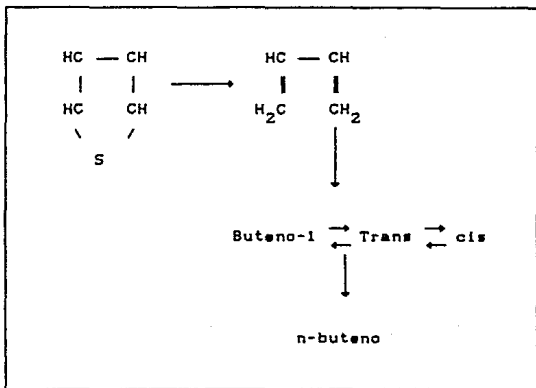 HC — CH HC — CH
HC CH H2C CH2
S
Buteno-1 ⇌ Trans ⇌ cis
n-buteno